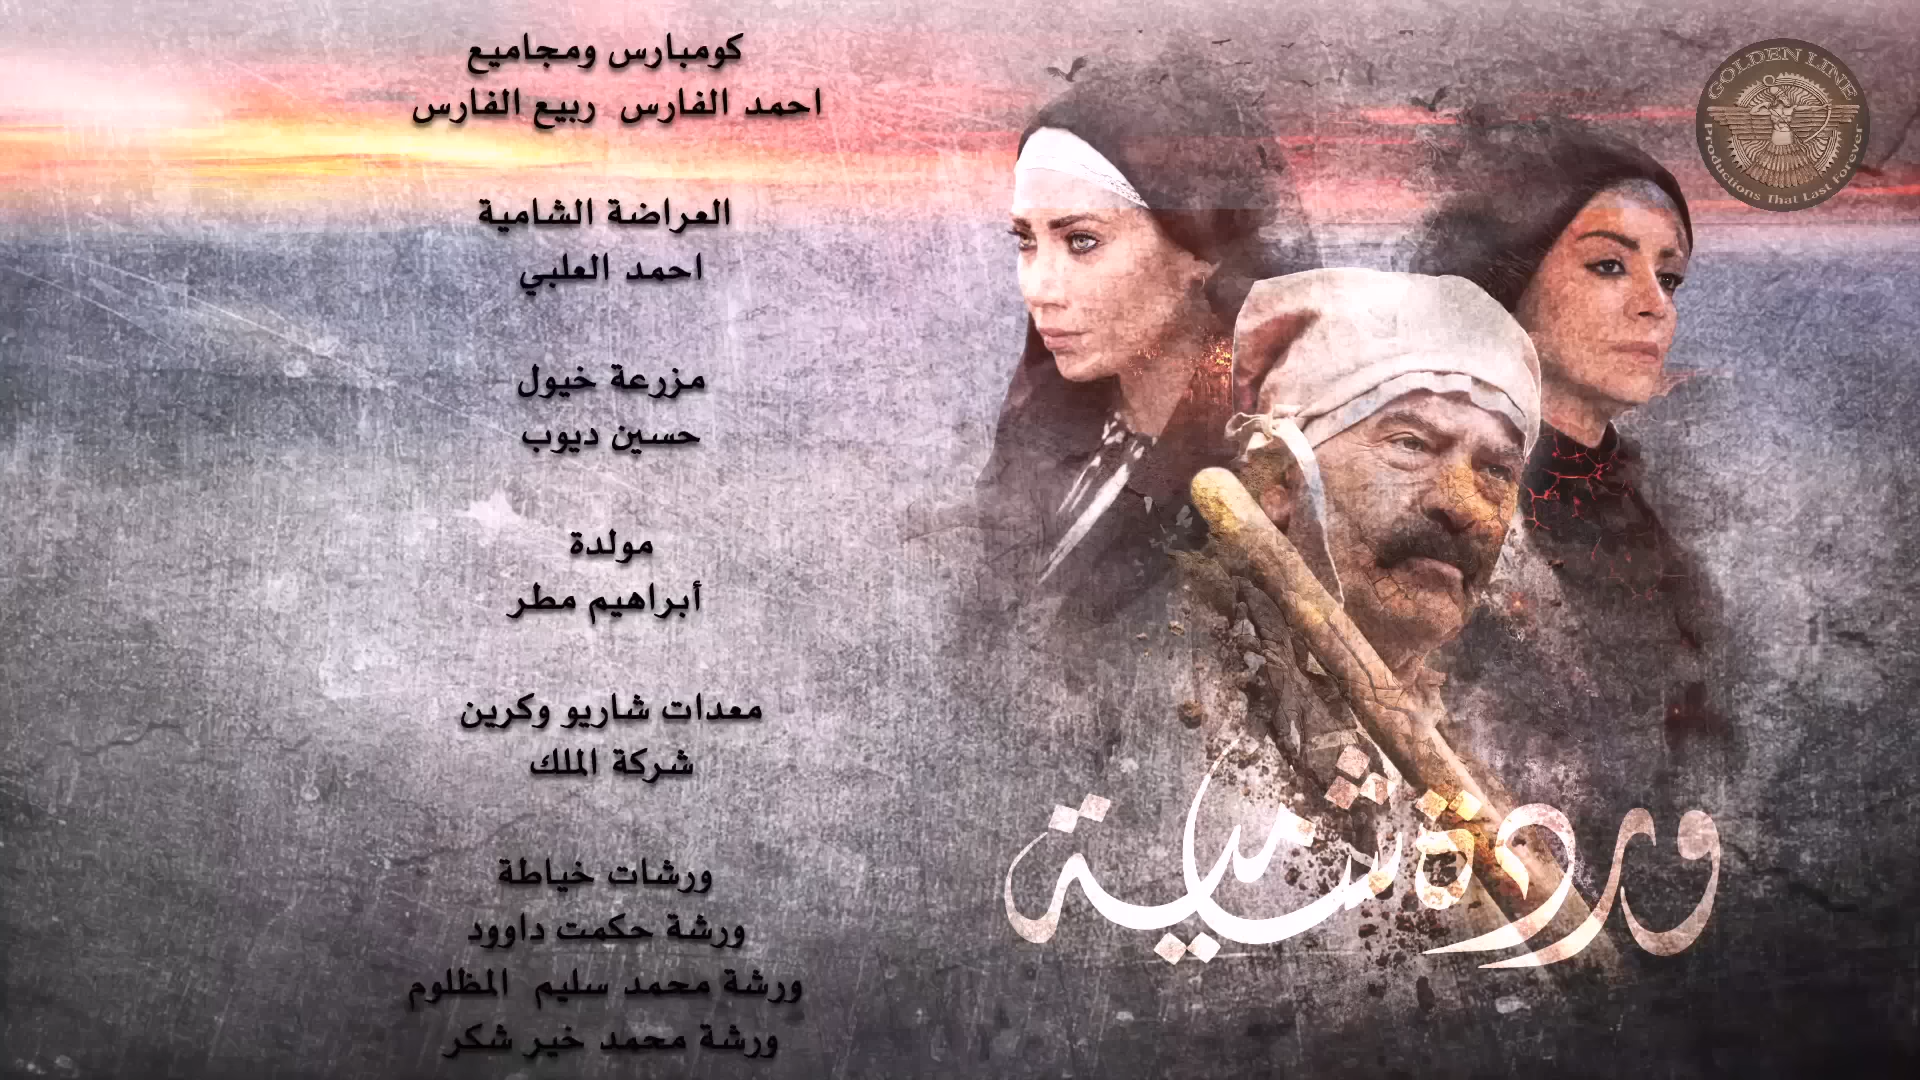 كومبارس ومجاميع
احمد الفارس ربيع الفارس
العراضة الشامية
احمد العلبي
مزرعة خيول
حسين ديوب
مولدة
أبراهيم مطر
معدات شاريو وكرين
شركة الملك
ورشات خياطة
ورشة حكمت داوود
ورشة محمد سليم المظلوم
ورشة محمد خير شكر
GOLDEN LINE
Productions That Last Forever
وردة شامية